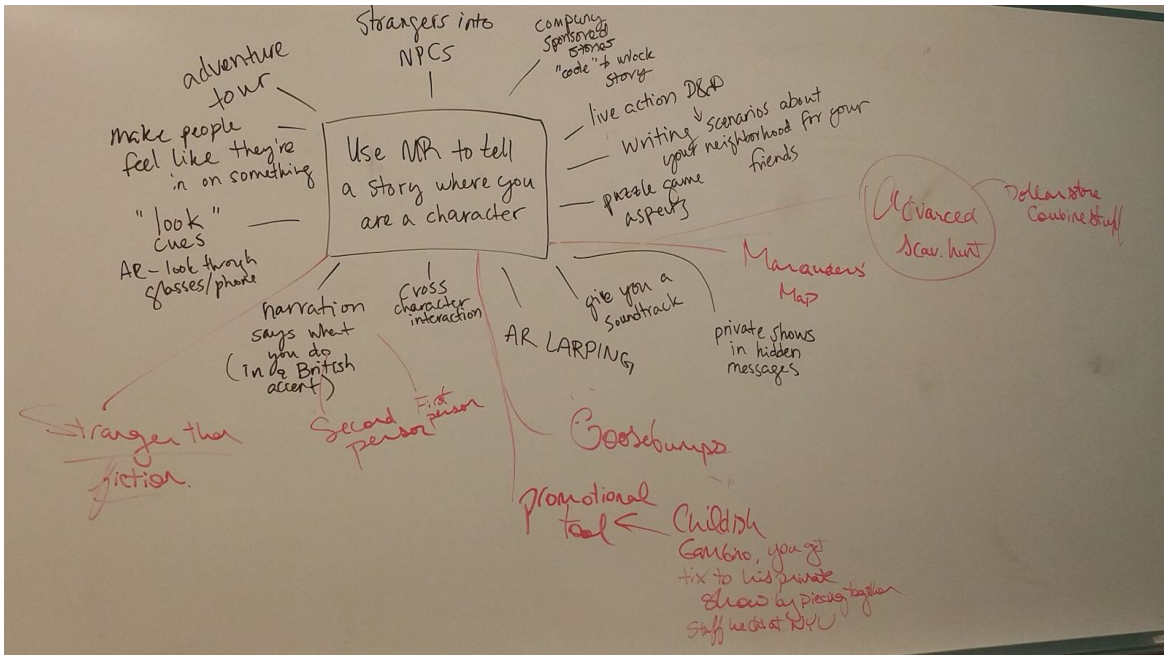 Strangers into
NPCs
company
sponsored
stories
"code" to unlock
story
adventure
tour
live action D&D
writing scenarios about
your neighborhood for your
friends
make people
feel like they're
in on something
Use MR to tell
a story where you
are a character
puzzle game
aspects
Advanced
scav. hunt
Dollar store
Combine stuff
"look"
cues
AR - look through
glasses/phone
Marauders'
Map
narration
says what
you do
(in a British
accent)
Cross
character
interaction
AR LARPING
give you a
soundtrack
private shows
in hidden
messages
Stranger than
fiction.
Second
person
First
person
Goosebumps
promotional
tool
Childish
Gambino, you get
tix to his private
show by piecing together
stuff he did at NYU